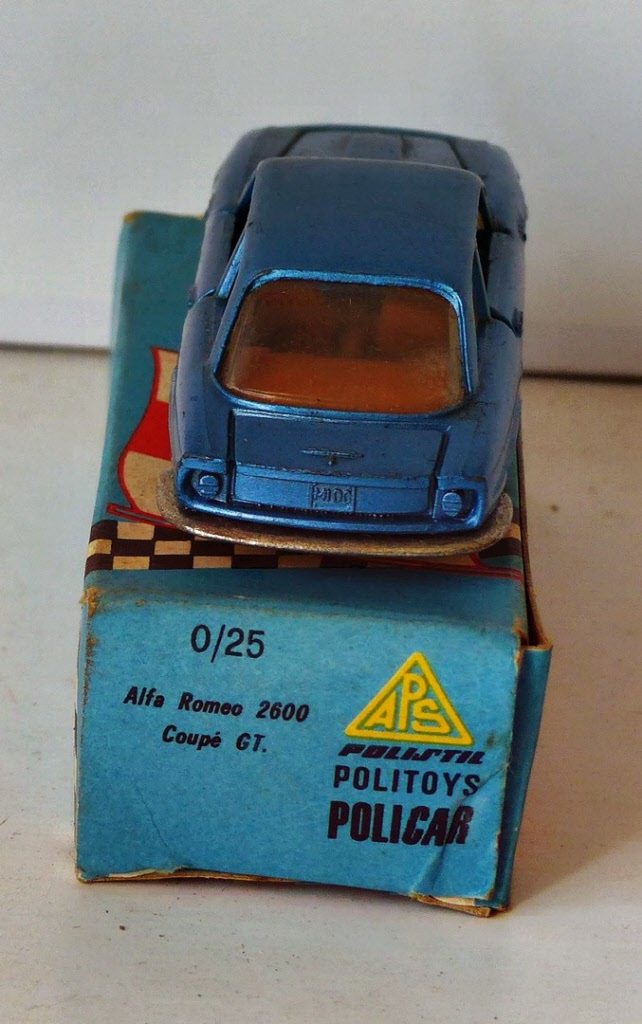 0/25
Alfa Romeo 2600
Coupé GT.
APS
POLISTIL
POLITOYS
POLICAR